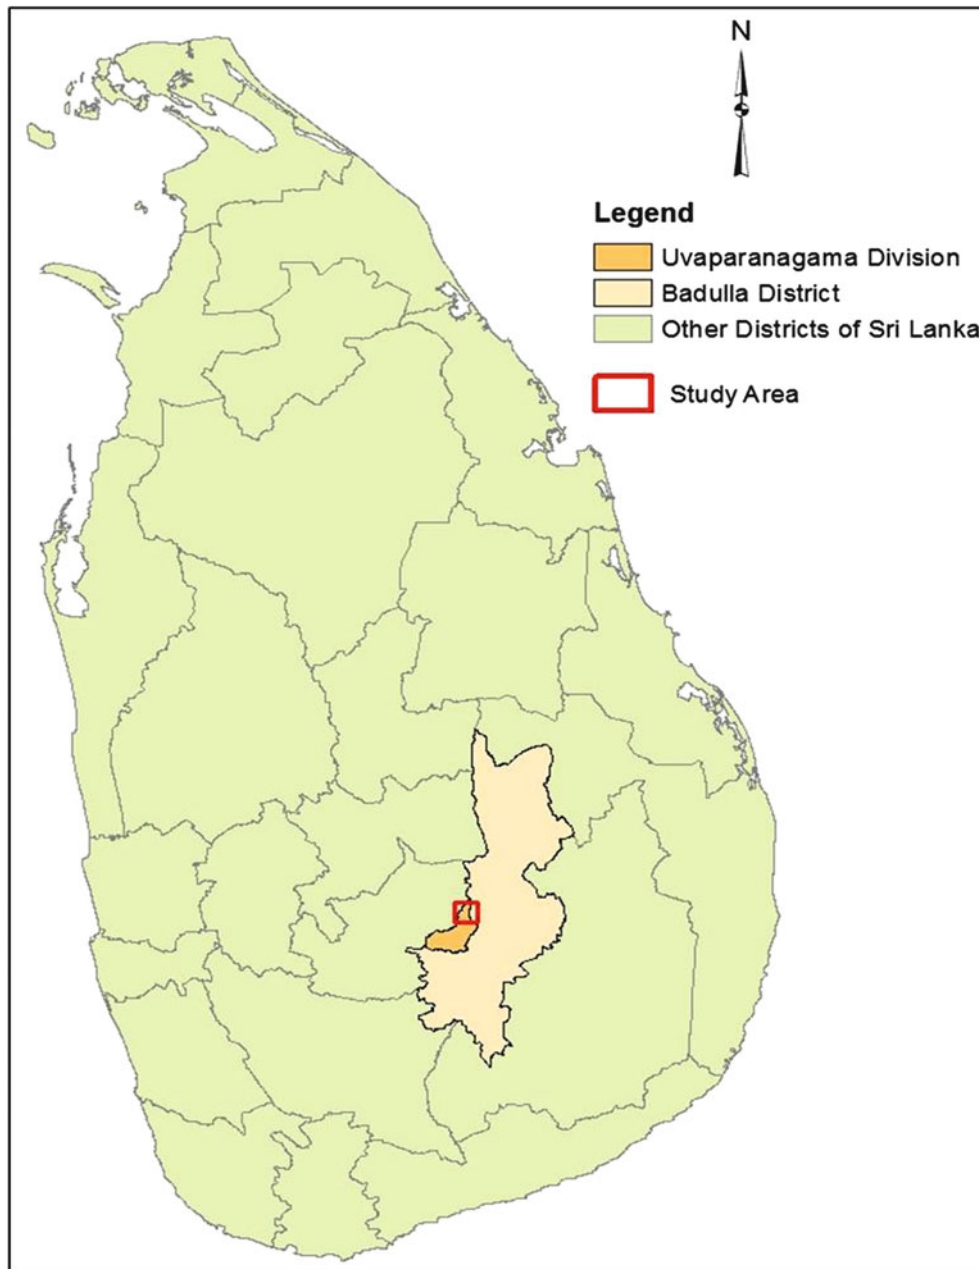 N
Legend
Uvaparanagama Division
Badulla District
Other Districts of Sri Lanka
Study Area